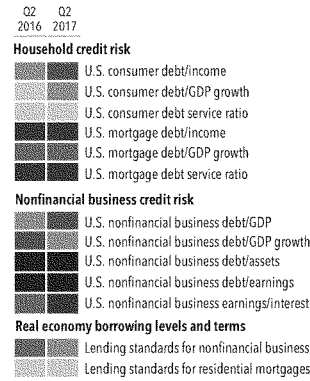 Q2 Q2
2016 2017
Household credit risk
U.S. consumer debt/income
U.S. consumer debt/GDP growth
U.S. consumer debt service ratio
U.S. mortgage debt/income
U.S. mortgage debt/GDP growth
U.S. mortgage debt service ratio
Nonfinancial business credit risk
U.S. nonfinancial business debt/GDP
U.S. nonfinancial business debt/GDP growth
U.S. nonfinancial business debt/assets
U.S. nonfinancial business debt/earnings
U.S. nonfinancial business earnings/interest
Real economy borrowing levels and terms
Lending standards for nonfinancial business
Lending standards for residential mortgages